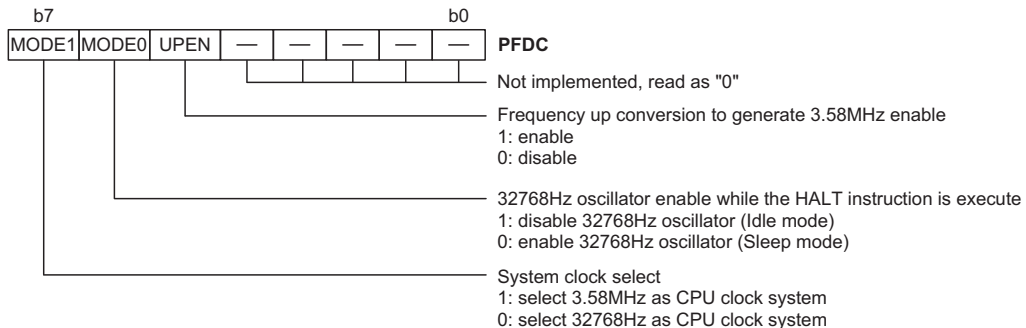 b7 b0
MODE1 MODE0 UPEN — — — — — PFDC
Not implemented, read as "0"
Frequency up conversion to generate 3.58MHz enable
1: enable
0: disable
32768Hz oscillator enable while the HALT instruction is execute
1: disable 32768Hz oscillator (Idle mode)
0: enable 32768Hz oscillator (Sleep mode)
System clock select
1: select 3.58MHz as CPU clock system
0: select 32768Hz as CPU clock system